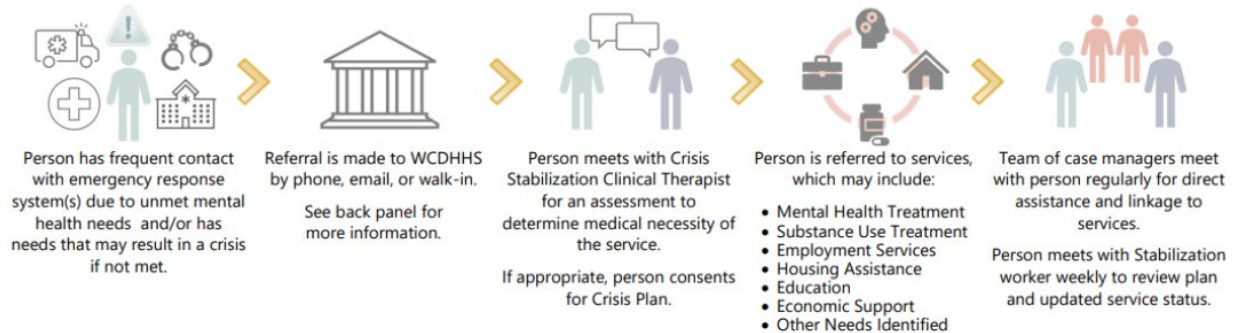 Person has frequent contact
with emergency response
system(s) due to unmet mental
health needs and/or has
needs that may result in a crisis
if not met.
Referral is made to WCDHHS
by phone, email, or walk-in.
See back panel for
more information.
Person meets with Crisis
Stabilization Clinical Therapist
for an assessment to
determine medical necessity of
the service.
If appropriate, person consents
for Crisis Plan.
Person is referred to services,
which may include:
• Mental Health Treatment
• Substance Use Treatment
• Employment Services
• Housing Assistance
• Education
• Economic Support
• Other Needs Identified
Team of case managers meet
with person regularly for direct
assistance and linkage to
services.
Person meets with Stabilization
worker weekly to review plan
and updated service status.